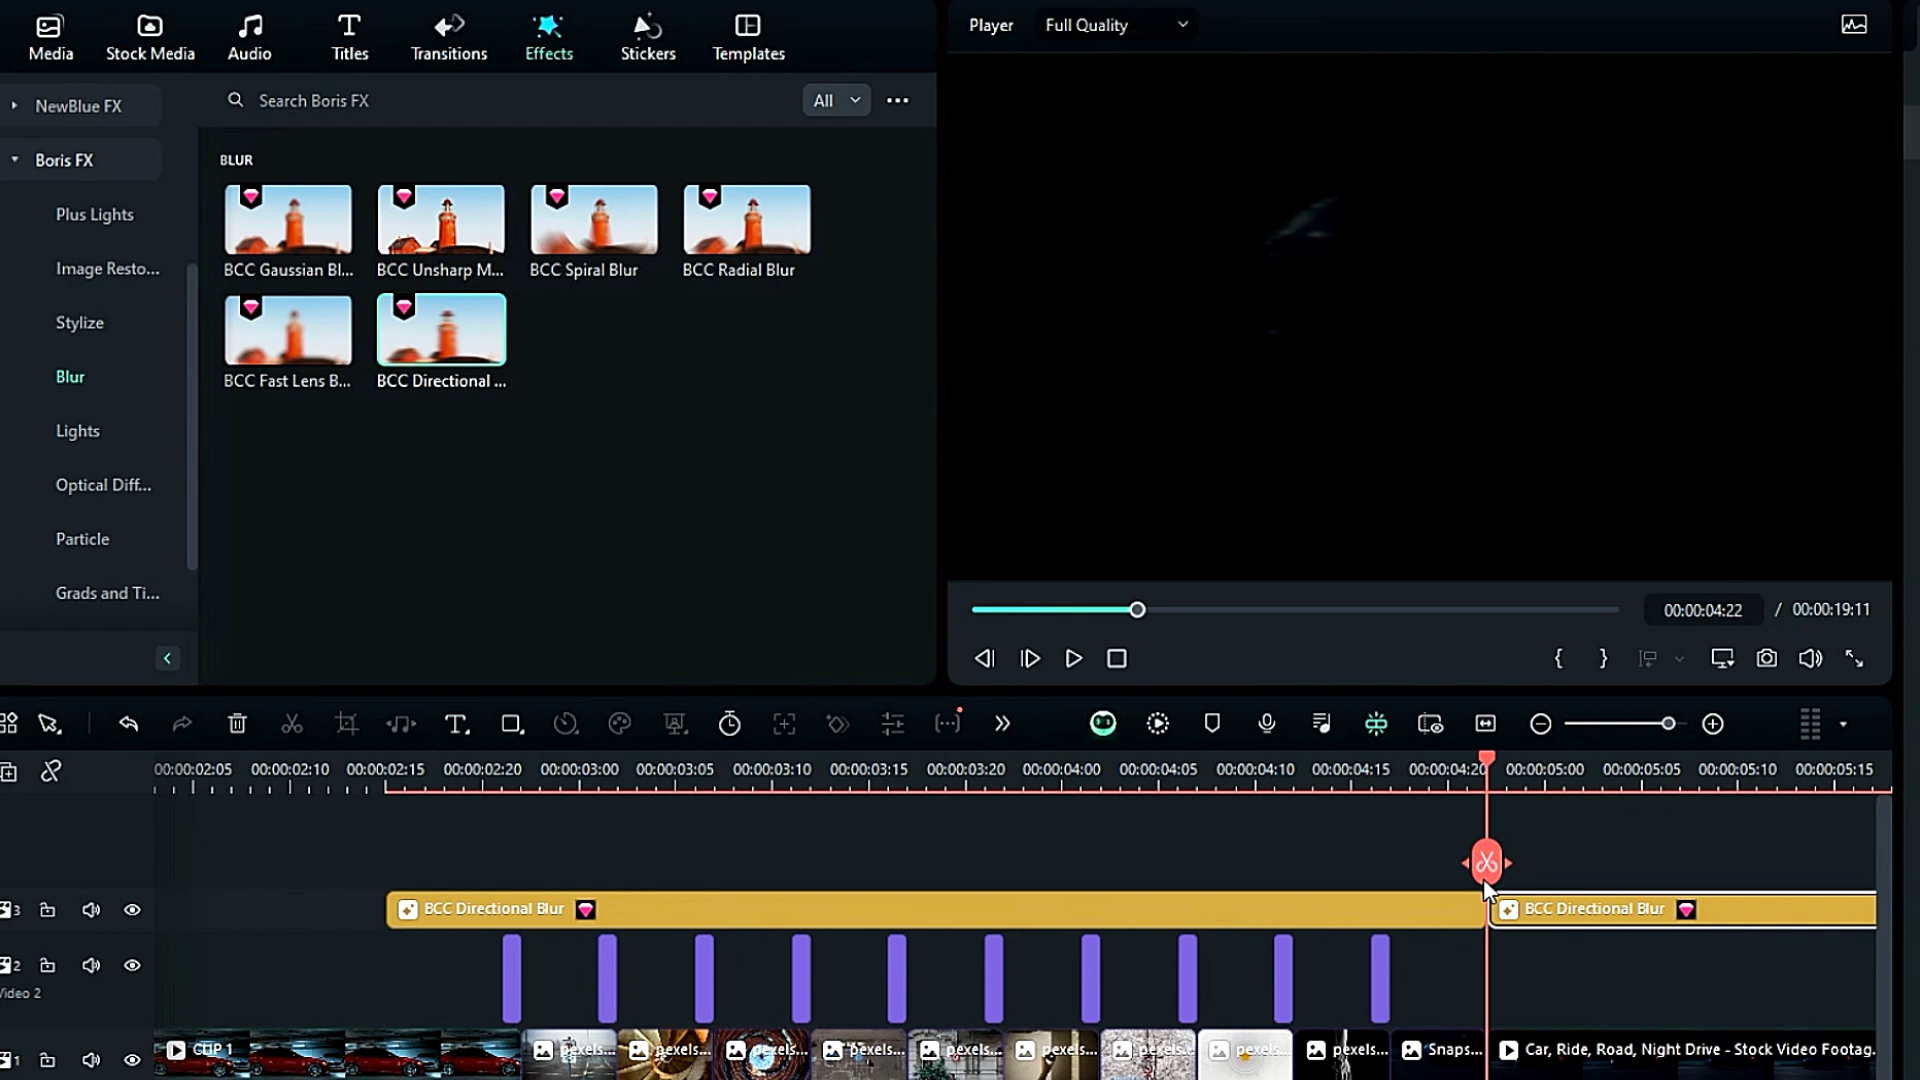 Media
Stock Media
Audio
Titles
Transitions
Effects
Stickers
Templates
Player
Full Quality
NewBlue FX
Search Boris FX
All
Boris FX
Plus Lights
Image Resto...
Stylize
Blur
Lights
Optical Diff...
Particle
Grads and Ti...
BLUR
BCC Gaussian Bl...
BCC Unsharp M...
BCC Spiral Blur
BCC Radial Blur
BCC Fast Lens B...
BCC Directional ...
00:00:04:22 / 00:00:19:11
00:00:02:05 00:00:02:10 00:00:02:15 00:00:02:20 00:00:03:00 00:00:03:05 00:00:03:10 00:00:03:15 00:00:03:20 00:00:04:00 00:00:04:05 00:00:04:10 00:00:04:15 00:00:04:20 00:00:05:00 00:00:05:05 00:00:05:10 00:00:05:15
3
BCC Directional Blur
BCC Directional Blur
2
Video 2
1
CLIP 1
pexels...
pexels...
pexels...
pexels...
pexels...
pexels...
pexels...
pexels...
pexels...
Snaps...
Car, Ride, Road, Night Drive - Stock Video Footag.